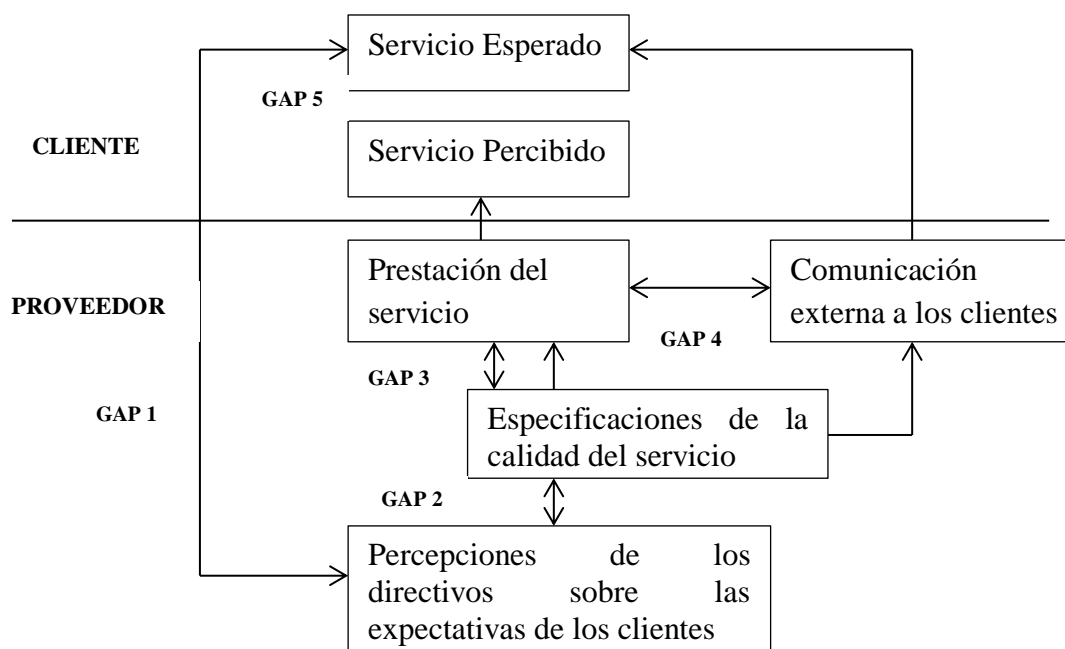 Servicio Esperado
GAP 5
CLIENTE
Servicio Percibido
Prestación del
servicio
Comunicación
externa a los clientes
PROVEEDOR
GAP 4
GAP 3
GAP 1
Especificaciones de la
calidad del servicio
GAP 2
Percepciones de los
directivos sobre las
expectativas de los clientes